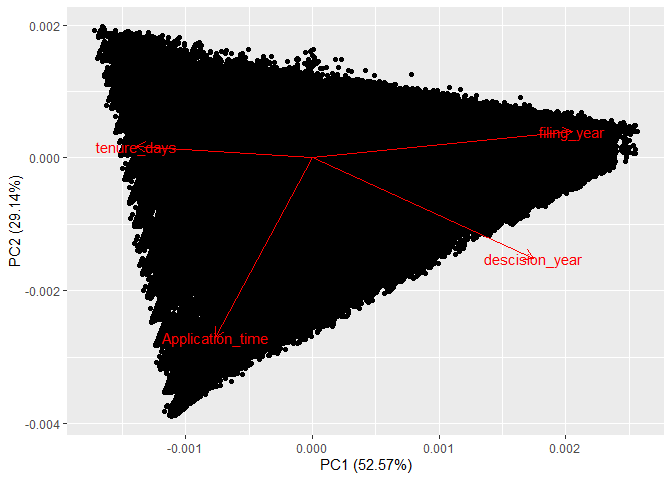 0.002
0.000
-0.002
-0.004
PC2 (29.14%)
filing_year
tenure_days
descision_year
Application_time
-0.001
0.000
0.001
0.002
PC1 (52.57%)